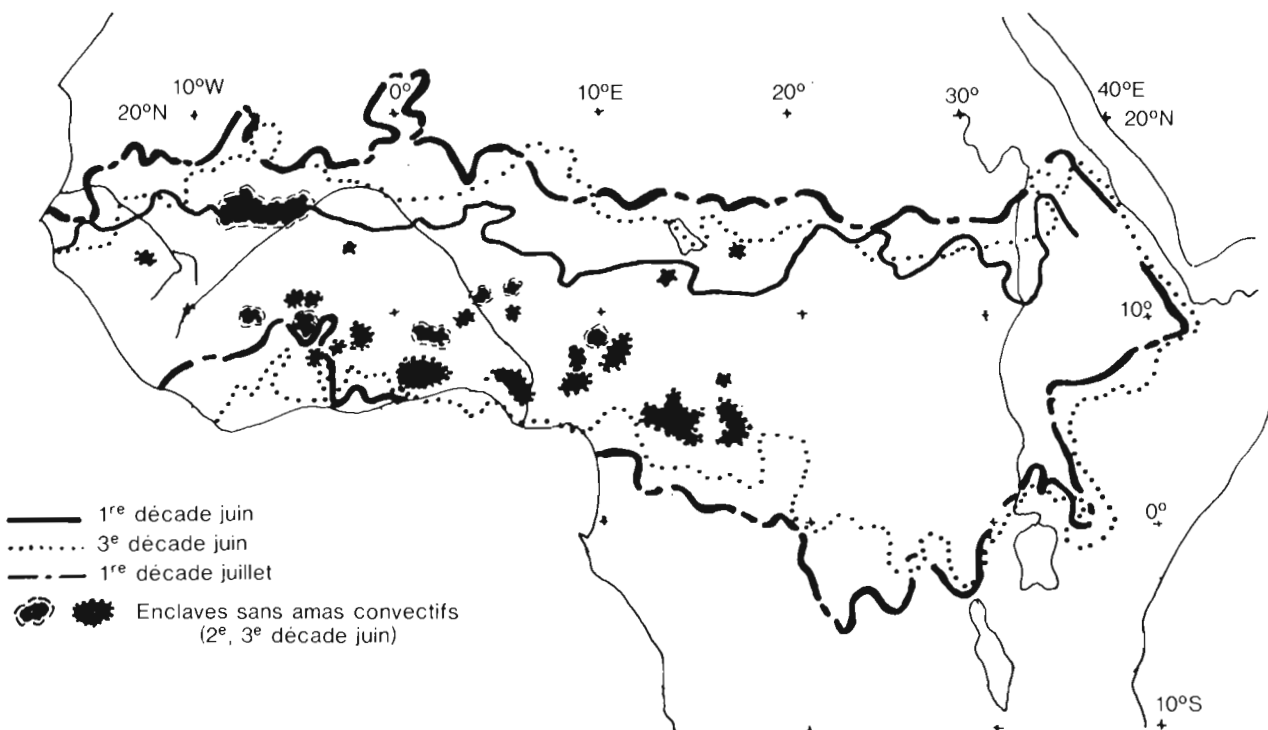 10°W
0°
10°E
20°
30°
40°E
20°N
20°N
10°
0°
10°S
1re décade juin
3e décade juin
1re décade juillet
Enclaves sans amas convectifs
(2e, 3e décade juin)